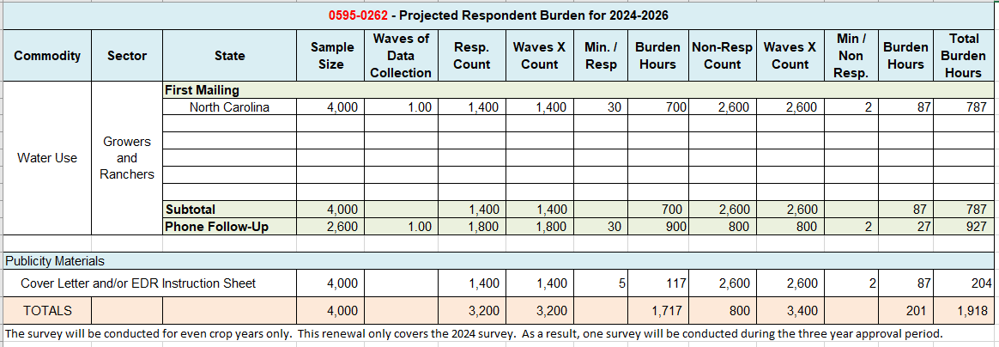 0595-0262 - Projected Respondent Burden for 2024-2026
Commodity Sector State Sample Size Waves of Data Collection Resp. Count Waves X Count Min. / Resp Burden Hours Non-Resp Count Waves X Count Min / Non Resp. Burden Hours Total Burden Hours
Water Use Growers and Ranchers
First Mailing
North Carolina 4,000 1.00 1,400 1,400 30 700 2,600 2,600 2 87 787
Subtotal 4,000 1,400 1,400 700 2,600 2,600 87 787
Phone Follow-Up 2,600 1.00 1,800 1,800 30 900 800 800 2 27 927
Publicity Materials
Cover Letter and/or EDR Instruction Sheet 4,000 1,400 1,400 5 117 2,600 2,600 2 87 204
TOTALS 4,000 3,200 3,200 1,717 800 3,400 201 1,918
The survey will be conducted for even crop years only. This renewal only covers the 2024 survey. As a result, one survey will be conducted during the three year approval period.